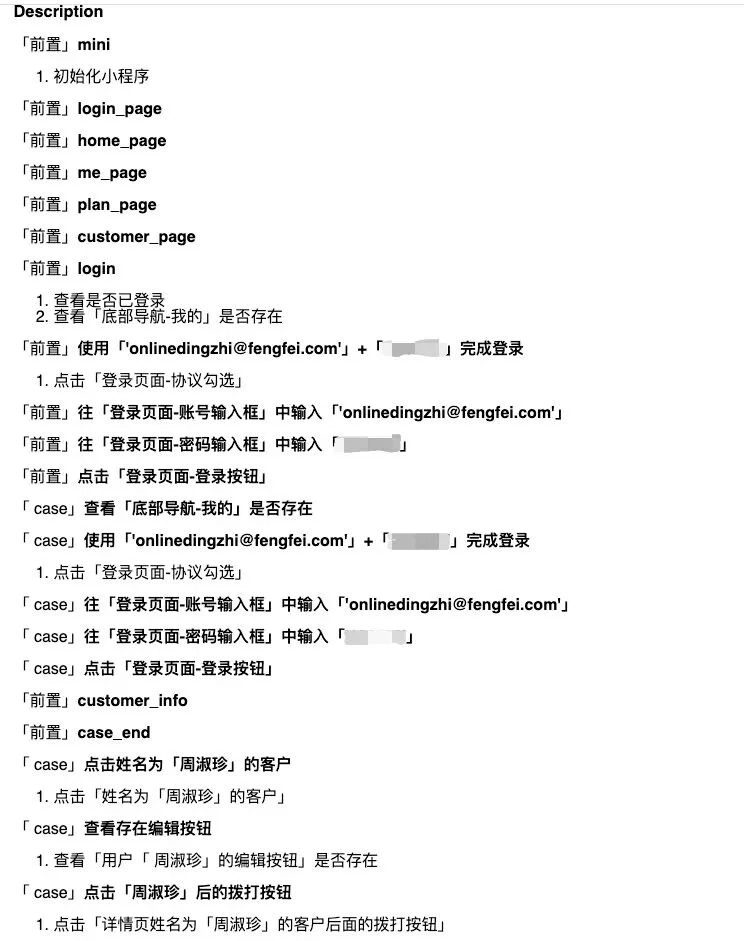 Description
「前置」mini
1. 初始化小程序
「前置」login_page
「前置」home_page
「前置」me_page
「前置」plan_page
「前置」customer_page
「前置」login
1. 查看是否已登录
2. 查看「底部导航-我的」是否存在
「前置」使用「'onlinedingzhi@fengfei.com'」+「 」完成登录
1. 点击「登录页面-协议勾选」
「前置」往「登录页面-账号输入框」中输入「'onlinedingzhi@fengfei.com'」
「前置」往「登录页面-密码输入框」中输入「 」
「前置」点击「登录页面-登录按钮」
「 case」查看「底部导航-我的」是否存在
「 case」使用「'onlinedingzhi@fengfei.com'」+「 」完成登录
1. 点击「登录页面-协议勾选」
「 case」往「登录页面-账号输入框」中输入「'onlinedingzhi@fengfei.com'」
「 case」往「登录页面-密码输入框」中输入「 」
「 case」点击「登录页面-登录按钮」
「前置」customer_info
「前置」case_end
「 case」点击姓名为「周淑珍」的客户
1. 点击「姓名为「周淑珍」的客户」
「 case」查看存在编辑按钮
1. 查看「用户「 周淑珍」的编辑按钮」是否存在
「 case」点击「周淑珍」后的拨打按钮
1. 点击「详情页姓名为「周淑珍」的客户后面的拨打按钮」